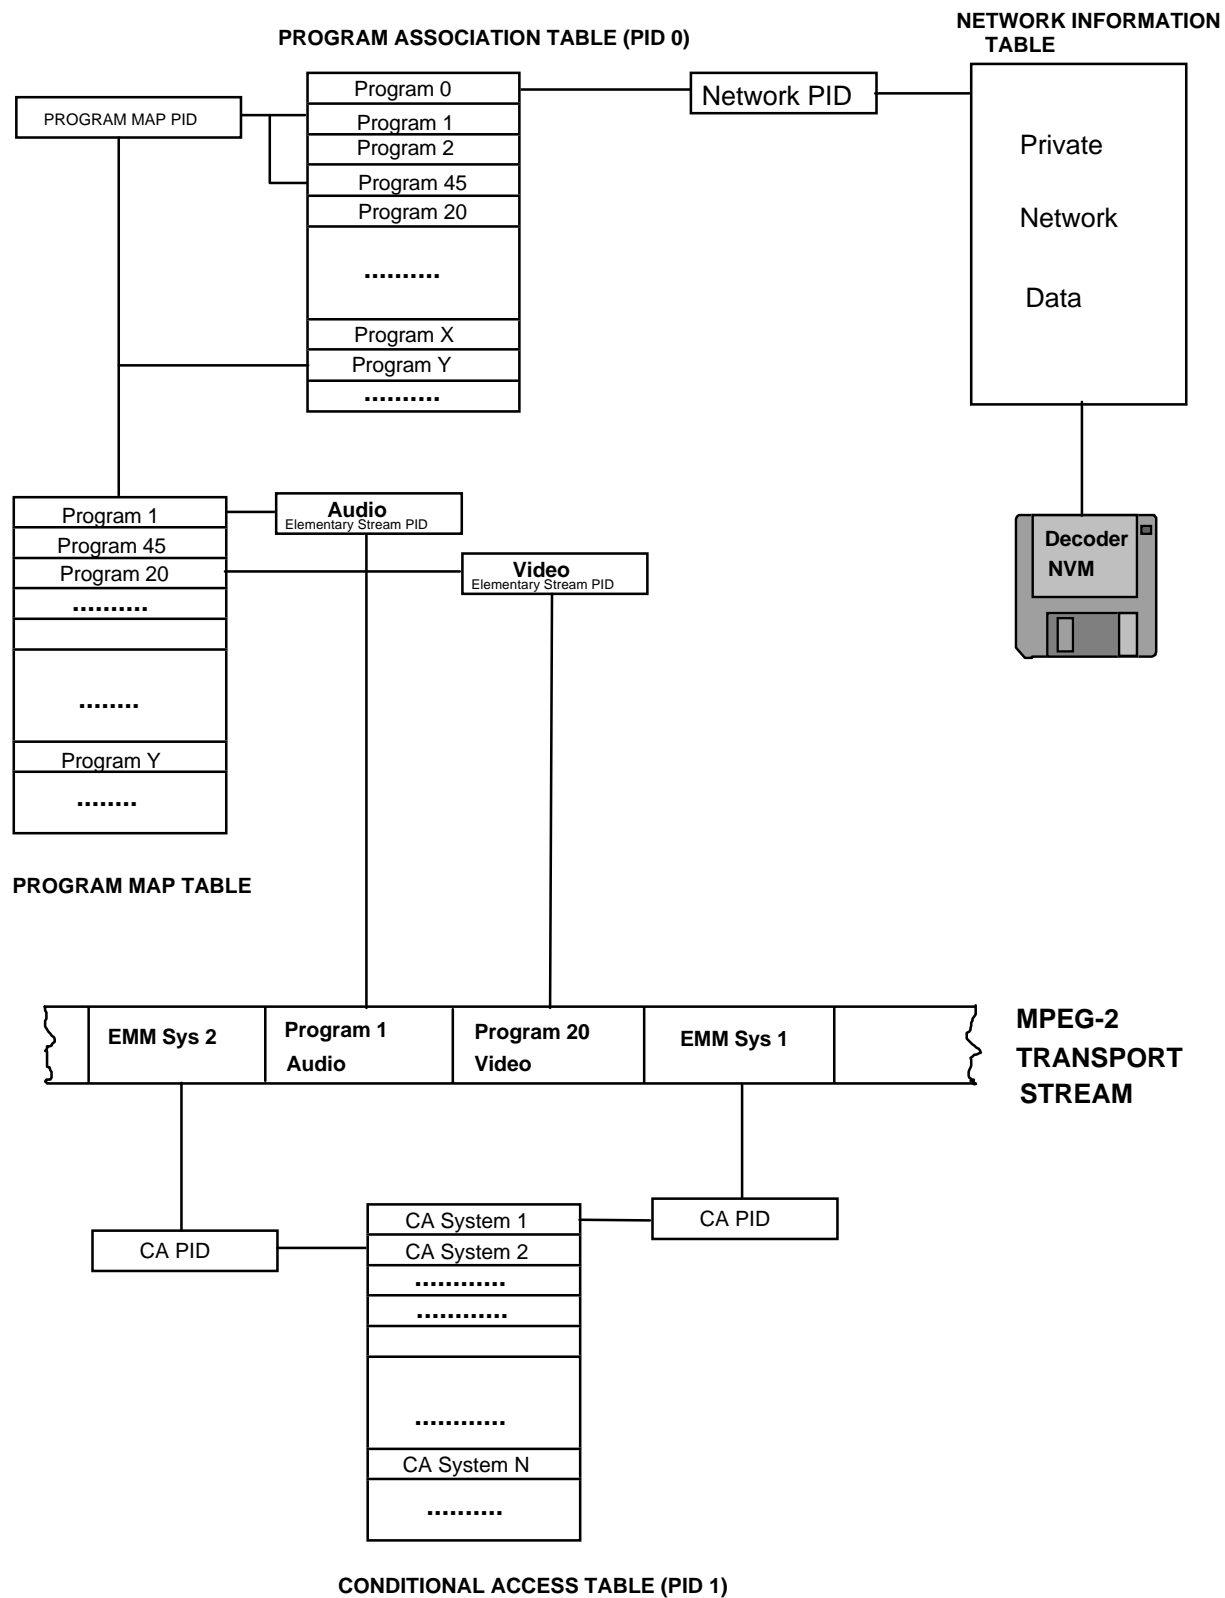 NETWORK INFORMATION
TABLE
PROGRAM ASSOCIATION TABLE (PID 0)
Program 0
Network PID
PROGRAM MAP PID
Program 1
Program 2
Program 45
Program 20
..........
Program X
Program Y
..........
Private
Network
Data
Decoder
NVM
Program 1
Audio
Elementary Stream PID
Program 45
Program 20
Video
Elementary Stream PID
..........
........
Program Y
........
PROGRAM MAP TABLE
EMM Sys 2
Program 1
Audio
Program 20
Video
EMM Sys 1
MPEG-2
TRANSPORT
STREAM
CA PID
CA System 1
CA PID
CA System 2
............
............
............
CA System N
..........
CONDITIONAL ACCESS TABLE (PID 1)